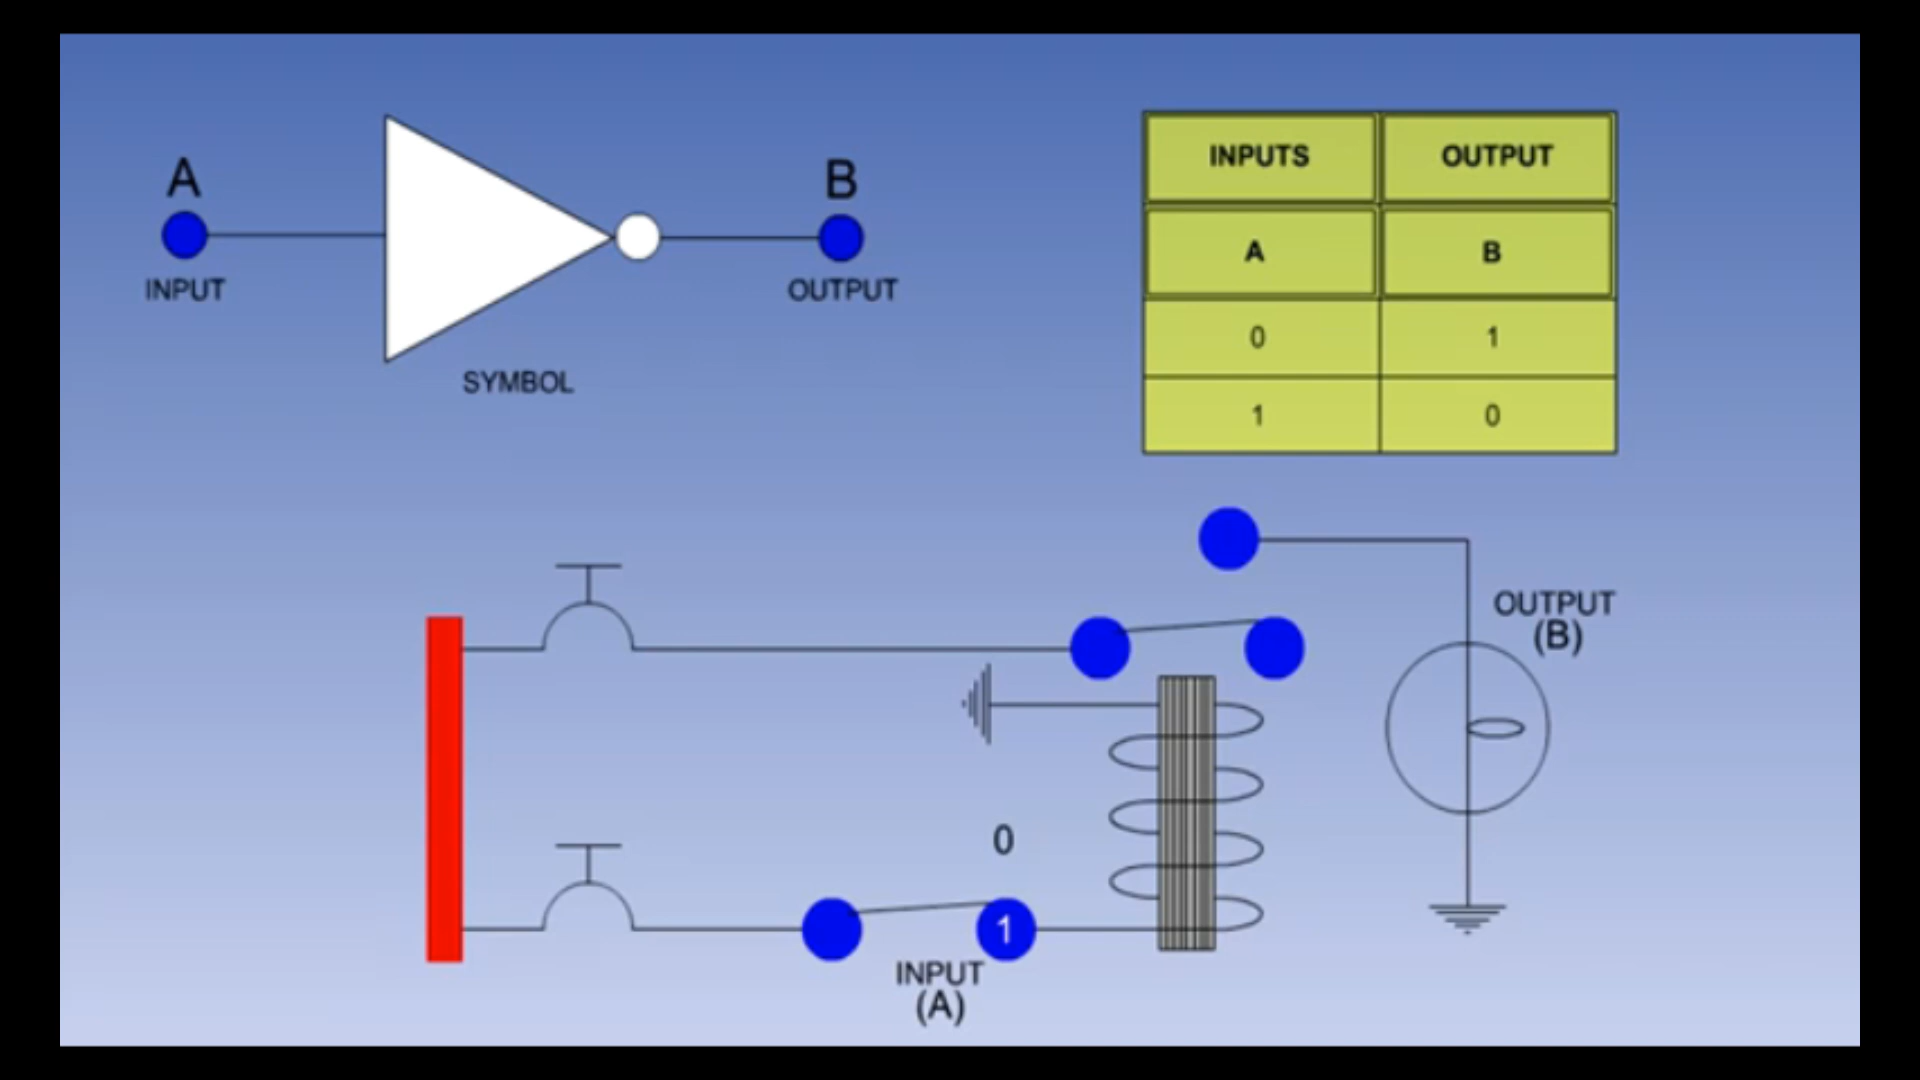 A
B
INPUT
OUTPUT
SYMBOL
INPUTS OUTPUT
A B
0 1
1 0
OUTPUT
(B)
0
1
INPUT
(A)